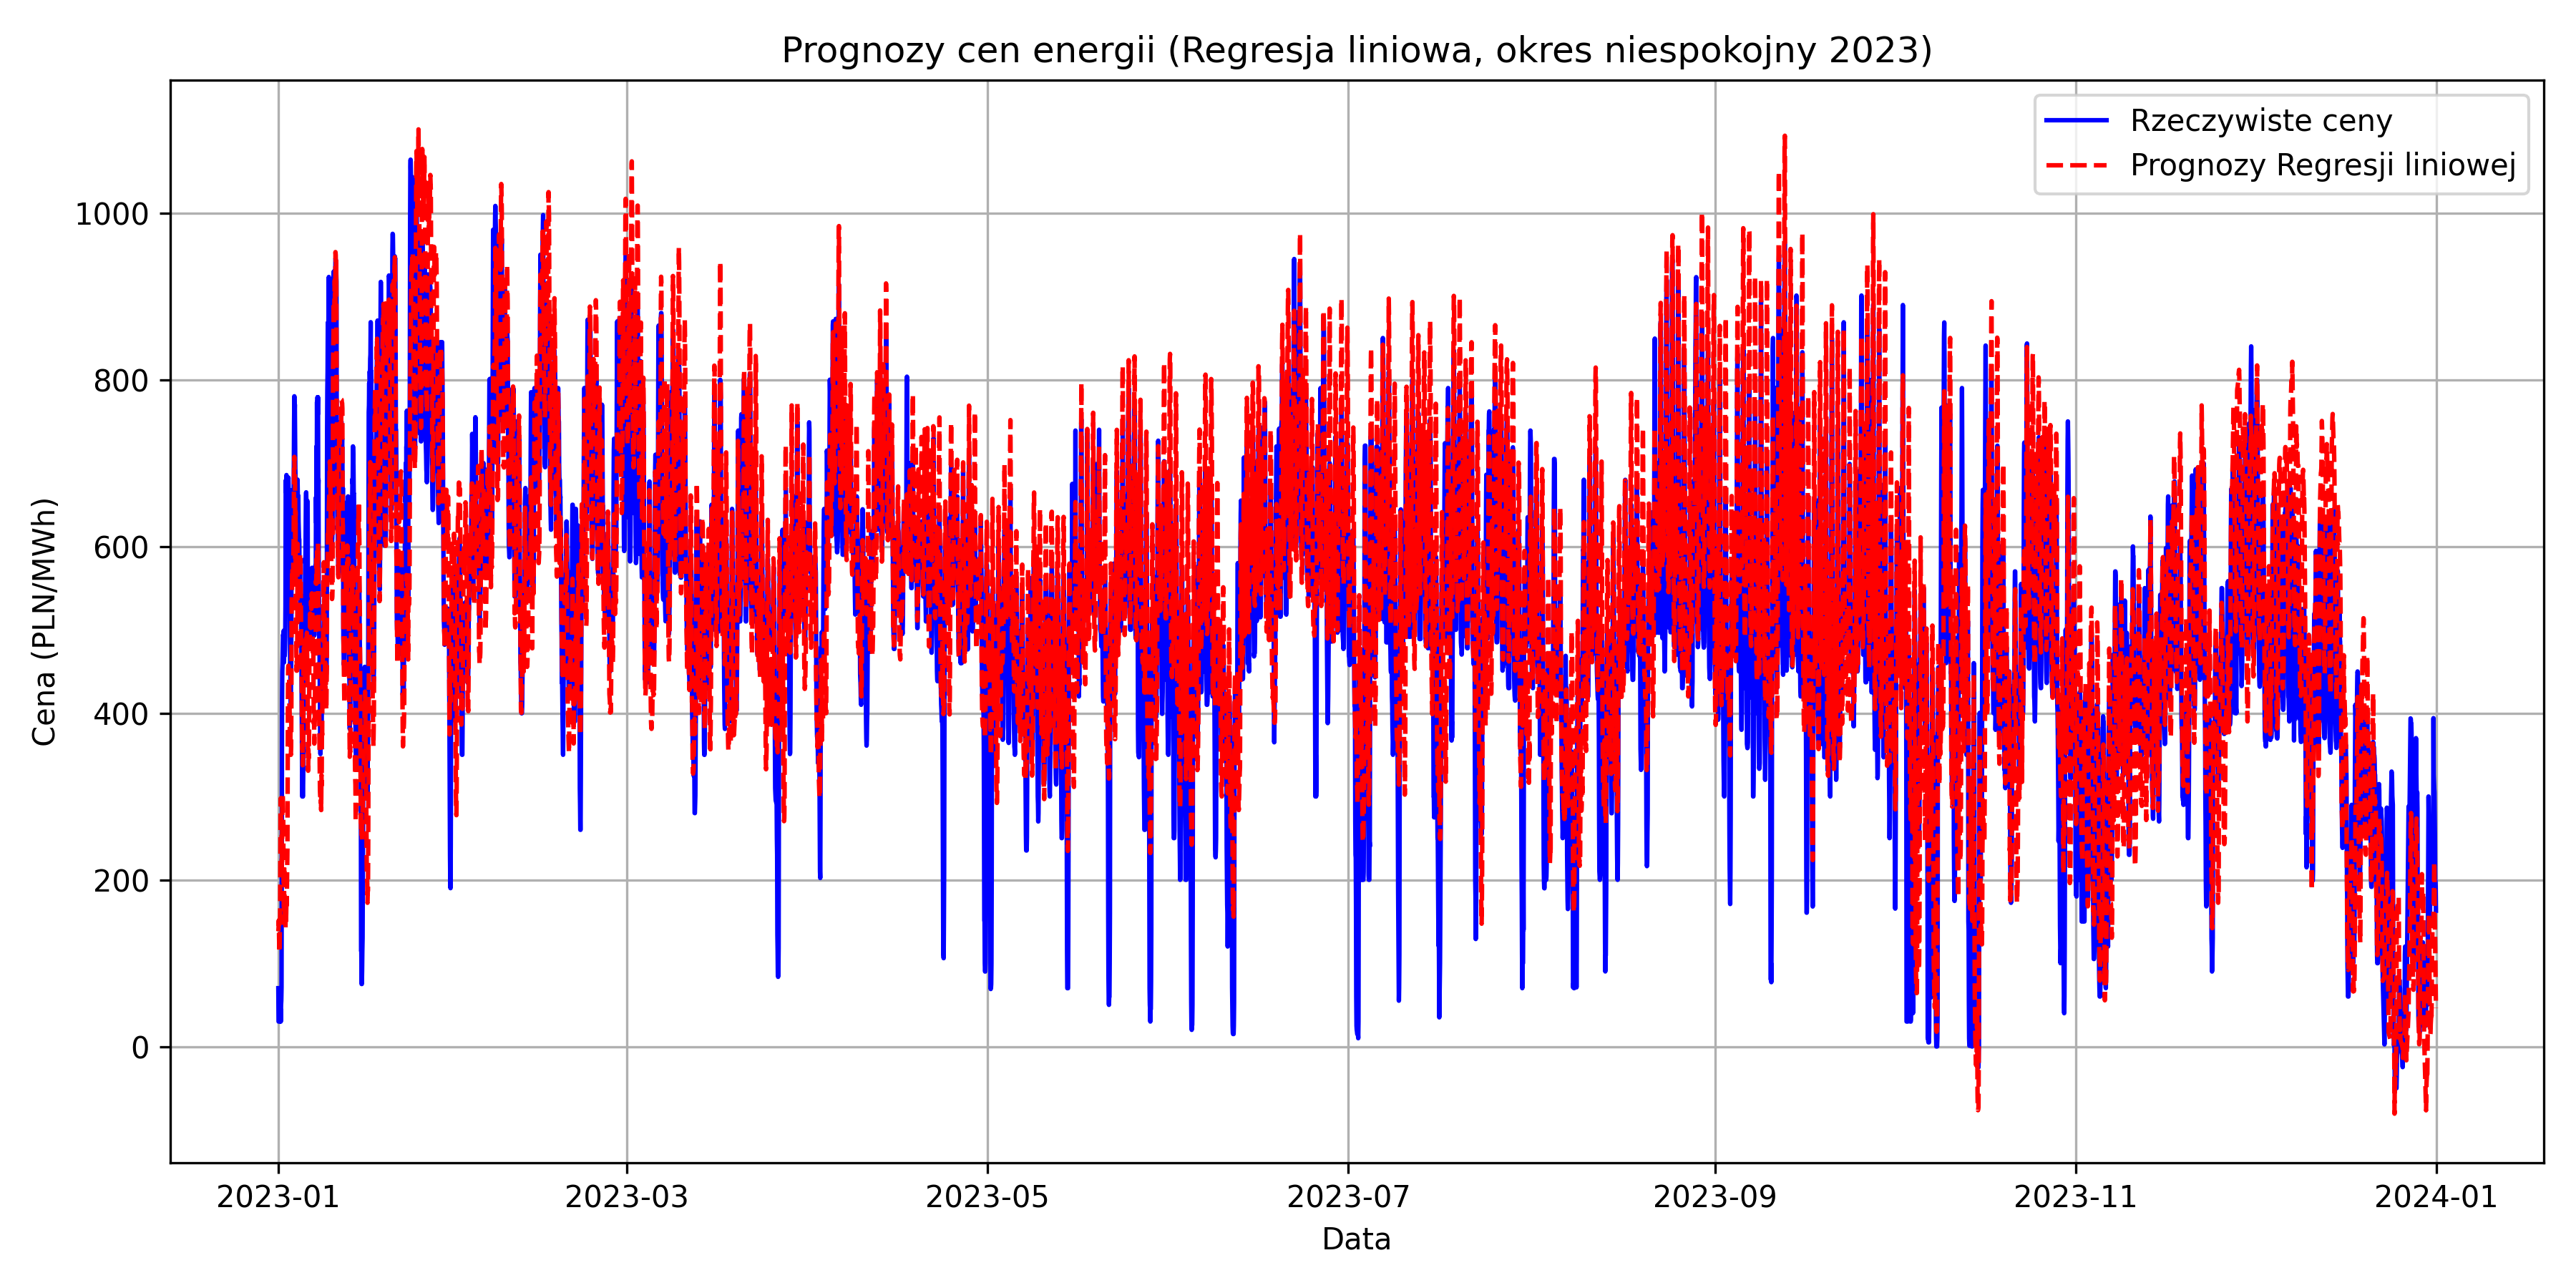 Prognozy cen energii (Regresja liniowa, okres niespokojny 2023)
Rzeczywiste ceny
Prognozy Regresji liniowej
Cena (PLN/MWh)
1000
800
600
400
200
0
2023-01
2023-03
2023-05
2023-07
2023-09
2023-11
2024-01
Data